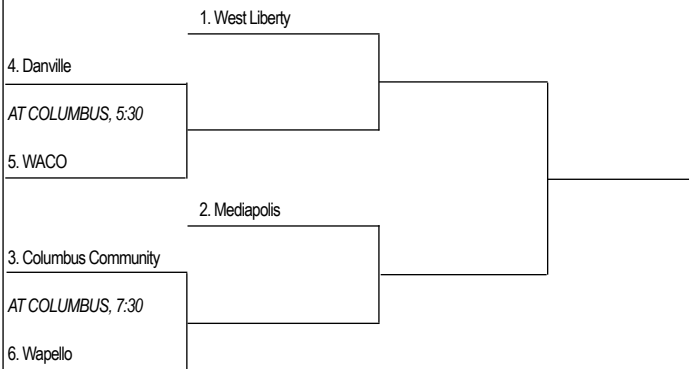 1. West Liberty
4. Danville
AT COLUMBUS, 5:30
5. WACO
2. Mediapolis
3. Columbus Community
AT COLUMBUS, 7:30
6. Wapello